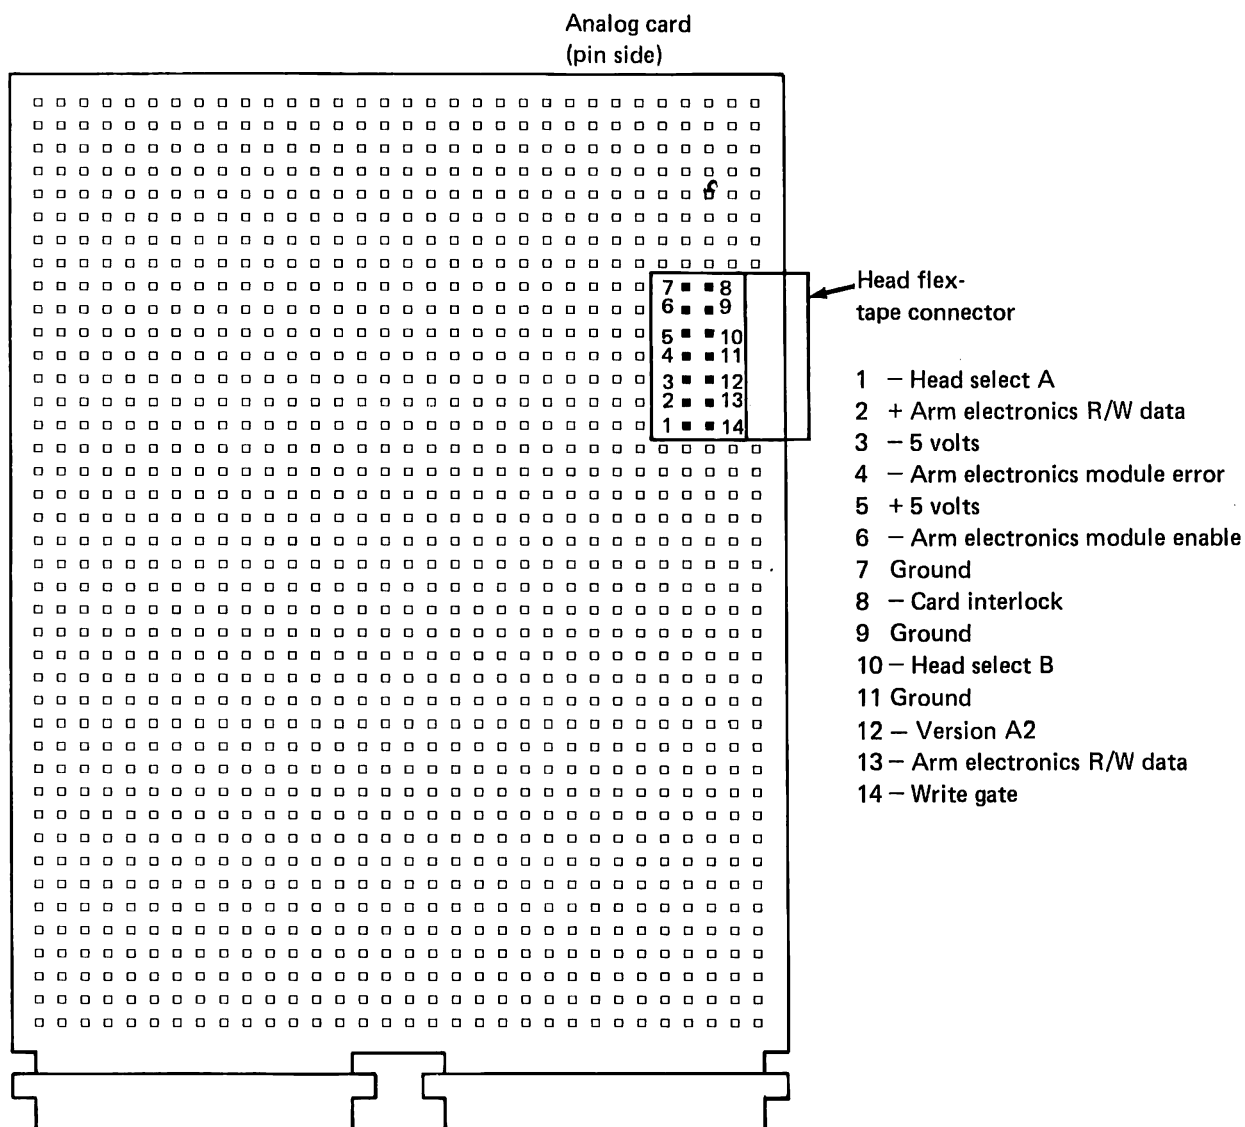 Analog card
(pin side)
7 8
6 9
5 10
4 11
3 12
2 13
1 14
Head flex-
tape connector
1 – Head select A
2 + Arm electronics R/W data
3 – 5 volts
4 – Arm electronics module error
5 + 5 volts
6 – Arm electronics module enable
7 Ground
8 – Card interlock
9 Ground
10 – Head select B
11 Ground
12 – Version A2
13 – Arm electronics R/W data
14 – Write gate